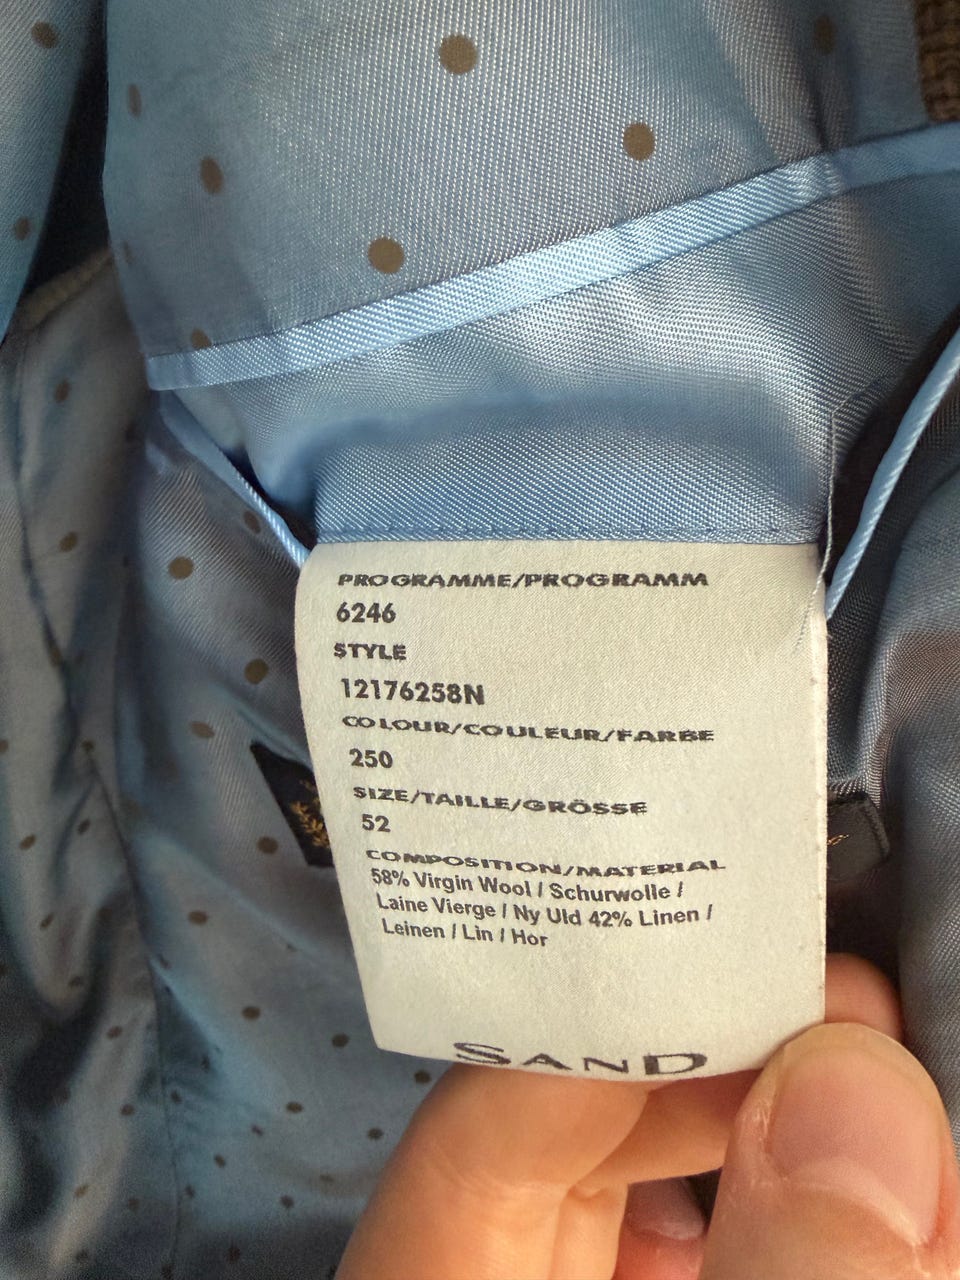 PROGRAMME/PROGRAMM
6246
STYLE
12176258N
COLOUR/COULEUR/FARBE
250
SIZE/TAILLE/GRÖSSE
52
COMPOSITION/MATERIAL
58% Virgin Wool / Schurwolle /
Laine Vierge / Ny Uld 42% Linen /
Leinen / Lin / Hør
SAND